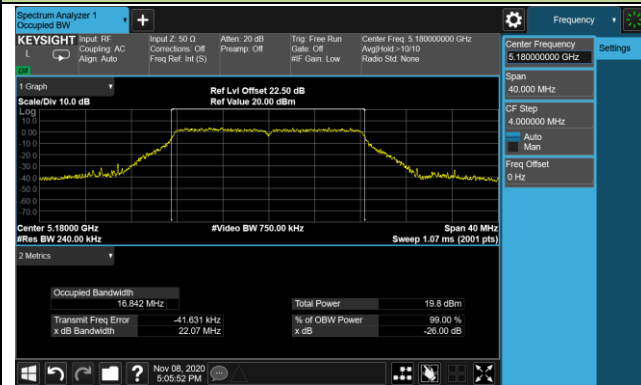 Spectrum Analyzer 1
Occupied BW
Frequency
KEYSIGHT
L
Input: RF
Coupling: AC
Align: Auto
Input Z: 50 Ω
Corrections: Off
Freq Ref: Int (S)
Atten: 20 dB
Preamp: Off
Trig: Free Run
Gate: Off
#IF Gain: Low
Center Freq: 5.180000000 GHz
Avg|Hold:>10/10
Radio Std: None
Center Frequency
5.180000000 GHz
Settings
Span
40.000 MHz
CF Step
4.000000 MHz
Auto
Man
Freq Offset
0 Hz
1 Graph
Scale/Div 10.0 dB
Ref Lvl Offset 22.50 dB
Ref Value 20.00 dBm
Log
10.0
0.00
-10.0
-20.0
-30.0
-40.0
-50.0
-60.0
-70.0
Center 5.18000 GHz
#Res BW 240.00 kHz
#Video BW 750.00 kHz
Span 40 MHz
Sweep 1.07 ms (2001 pts)
2 Metrics
Occupied Bandwidth
16.842 MHz
Total Power 19.8 dBm
Transmit Freq Error -41.631 kHz
% of OBW Power 99.00 %
x dB Bandwidth 22.07 MHz
x dB -26.00 dB
Nov 08, 2020
5:05:52 PM